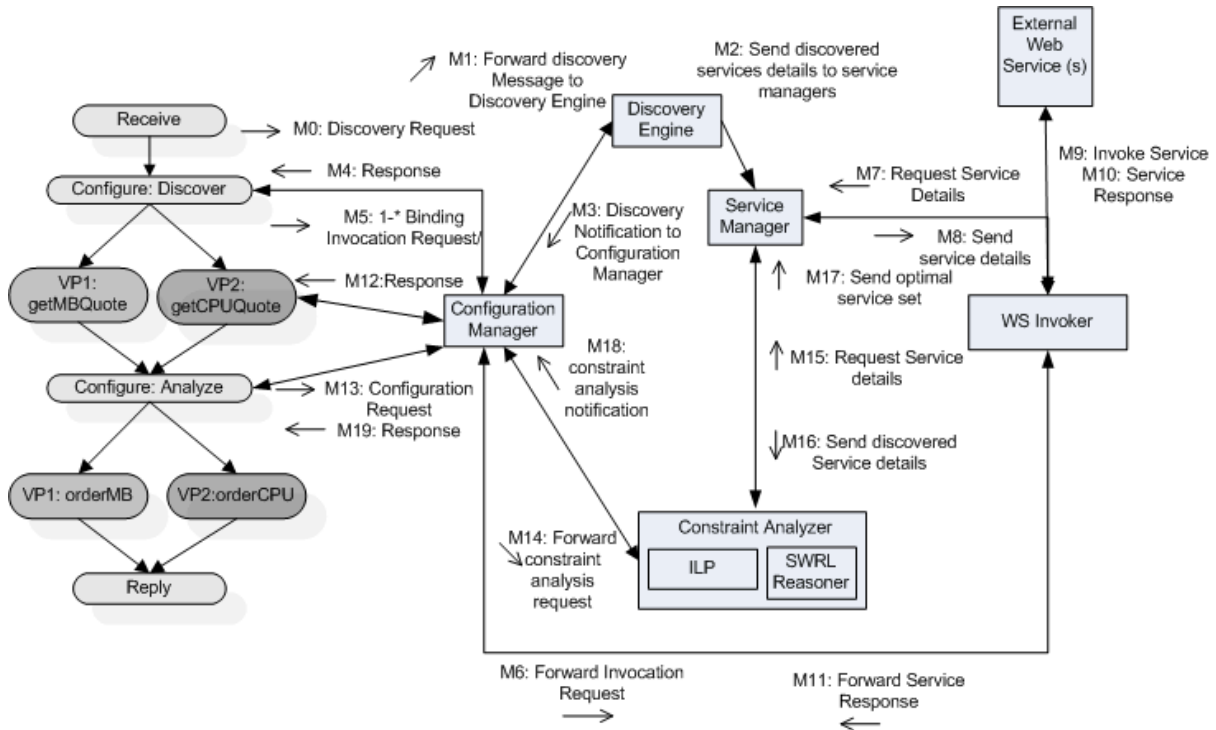 External
Web
Service (s)
M1: Forward discovery
Message to
Discovery Engine
M2: Send discovered
services details to service
managers
Receive
M0: Discovery Request
Discovery
Engine
M4: Response
Configure: Discover
M9: Invoke Service
M10: Service
Response
M7: Request Service
Details
M5: 1-* Binding
Invocation Request/
M3: Discovery
Notification to
Configuration
Manager
Service
Manager
M8: Send
service details
VP1:
getMBQuote
VP2:
getCPUQuote
M12:Response
M17: Send optimal
service set
Configuration
Manager
WS Invoker
M18:
constraint
analysis
notification
M15: Request Service
details
Configure: Analyze
M13: Configuration
Request
M19: Response
M16: Send discovered
Service details
VP1: orderMB
VP2:orderCPU
Constraint Analyzer
ILP
SWRL
Reasoner
M14: Forward
constraint
analysis
request
Reply
M6: Forward Invocation
Request
M11: Forward Service
Response